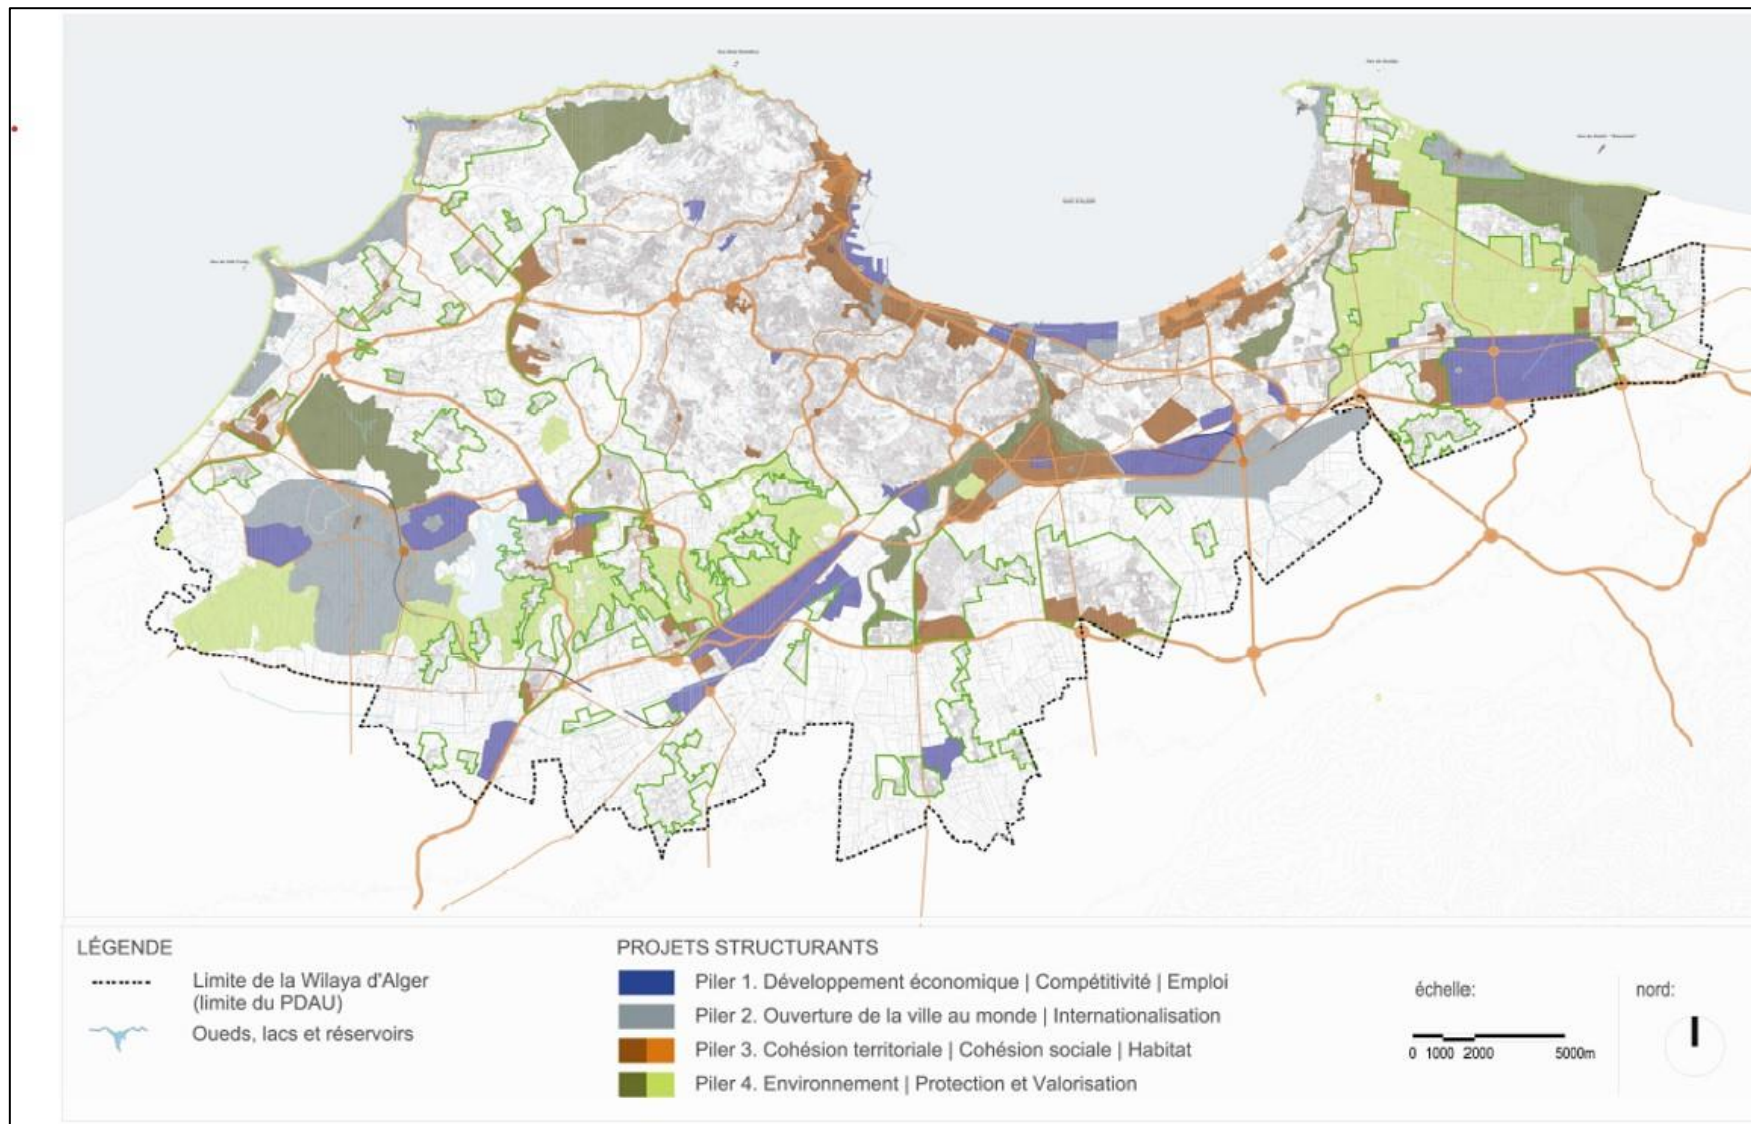 BAIE D'ALGER
LÉGENDE
Limite de la Wilaya d'Alger
(limite du PDAU)
Oueds, lacs et réservoirs
PROJETS STRUCTURANTS
Piler 1. Développement économique | Compétitivité | Emploi
Piler 2. Ouverture de la ville au monde | Internationalisation
Piler 3. Cohésion territoriale | Cohésion sociale | Habitat
Piler 4. Environnement | Protection et Valorisation
échelle:
0 1000 2000 5000m
nord: